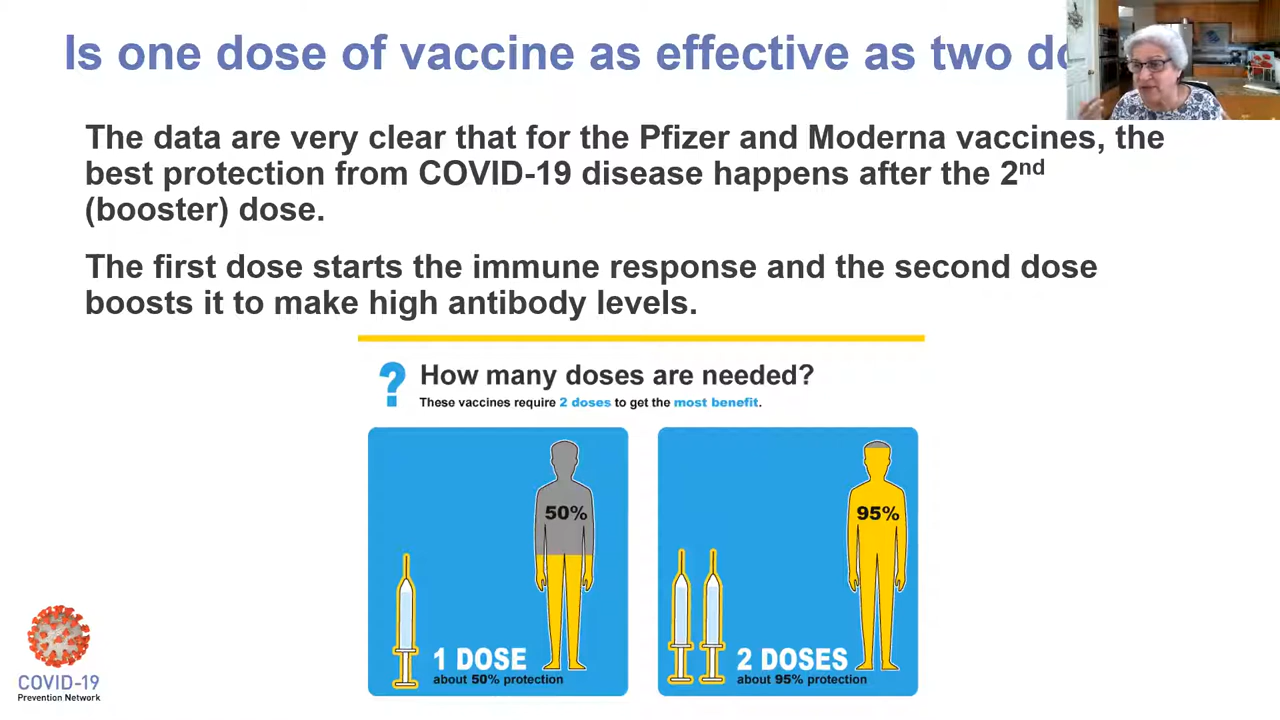 Is one dose of vaccine as effective as two
The data are very clear that for the Pfizer and Moderna vaccines, the
best protection from COVID-19 disease happens after the 2nd
(booster) dose.
The first dose starts the immune response and the second dose
boosts it to make high antibody levels.
? How many doses are needed?
These vaccines require 2 doses to get the most benefit.
50%
1 DOSE
about 50% protection
95%
2 DOSES
about 95% protection
COVID-19
Prevention Network